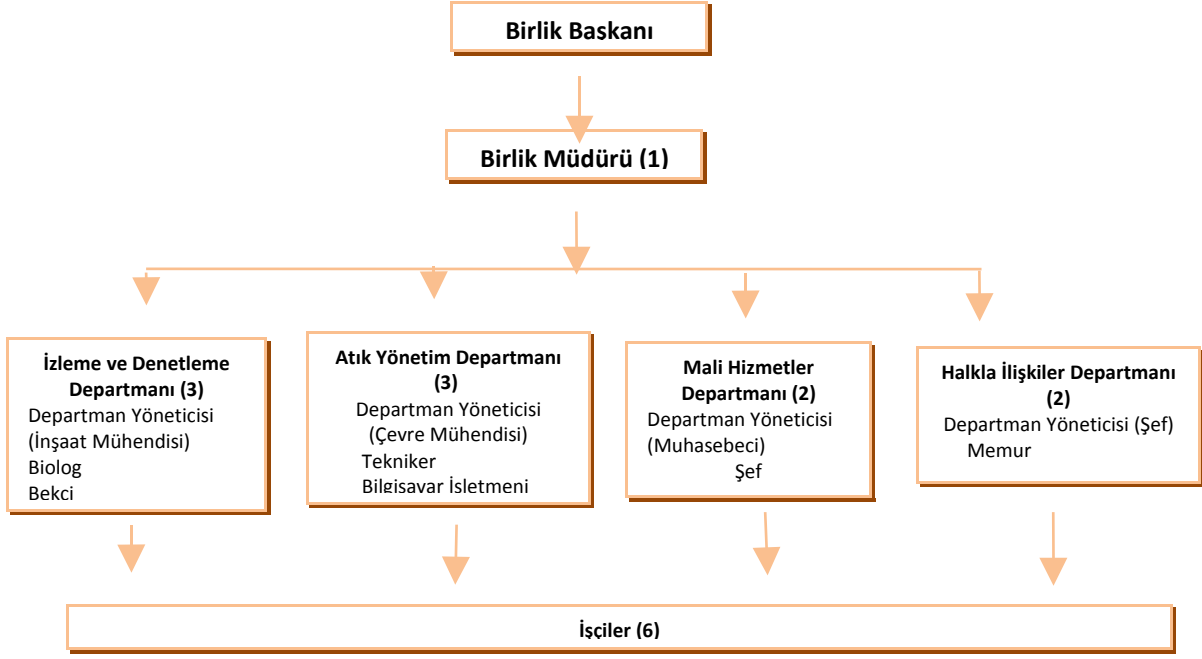 Birlik Başkanı
Birlik Müdürü (1)
İzleme ve Denetleme
Departmanı (3)
Departman Yöneticisi
(İnşaat Mühendisi)
Biolog
Bekci
Atık Yönetim Departmanı
(3)
Departman Yöneticisi
(Çevre Mühendisi)
Tekniker
Bilgisayar İşletmeni
Mali Hizmetler
Departmanı (2)
Departman Yöneticisi
(Muhasebeci)
Şef
Halkla İlişkiler Departmanı
(2)
Departman Yöneticisi (Şef)
Memur
İşçiler (6)